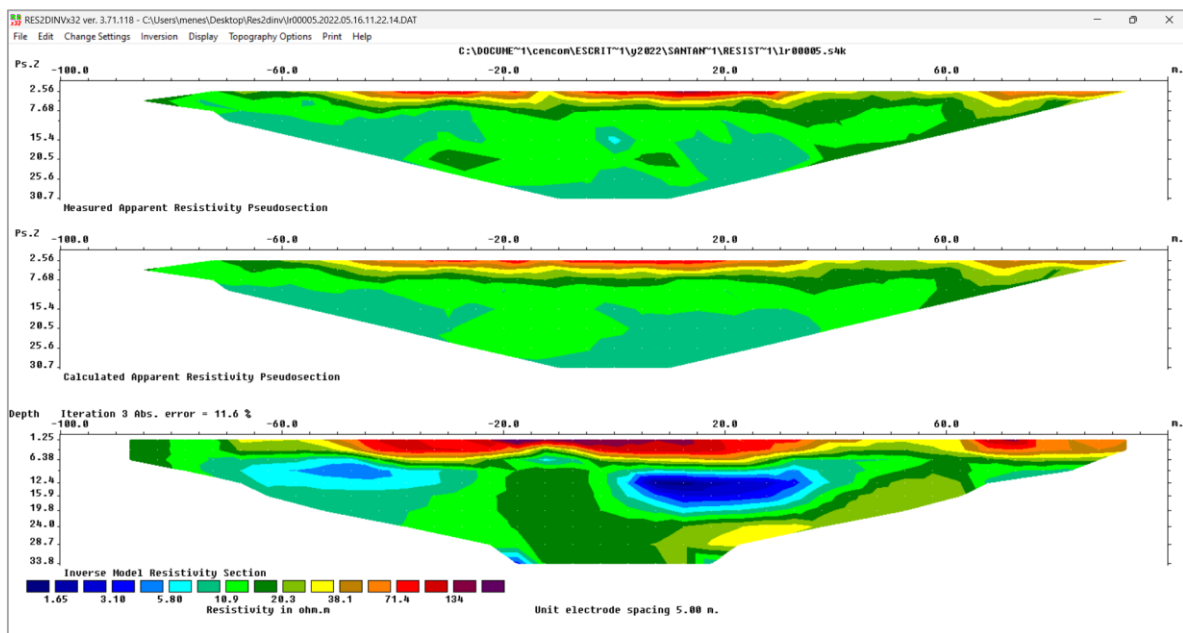 RES2DINVx32 ver. 3.71.118 - C:\Users\menes\Desktop\Res2dinv\lr00005.2022.05.16.11.22.14.DAT
File Edit Change Settings Inversion Display Topography Options Print Help
C:\DOCUME~1\cencom\ESCRIT~1\y2022\SANTAN~1\RESIST~1\lr00005.s4k
Ps.Z -100.0 -60.0 -20.0 20.0 60.0 m.
2.56
7.68
15.4
20.5
25.6
30.7
Measured Apparent Resistivity Pseudosection
Ps.Z -100.0 -60.0 -20.0 20.0 60.0 m.
2.56
7.68
15.4
20.5
25.6
30.7
Calculated Apparent Resistivity Pseudosection
Depth Iteration 3 Abs. error = 11.6 %
-100.0 -60.0 -20.0 20.0 60.0 m.
1.25
6.38
12.4
15.9
19.8
24.0
28.7
33.8
Inverse Model Resistivity Section
1.65 3.10 5.80 10.9 20.3 38.1 71.4 134
Resistivity in ohm.m Unit electrode spacing 5.00 m.